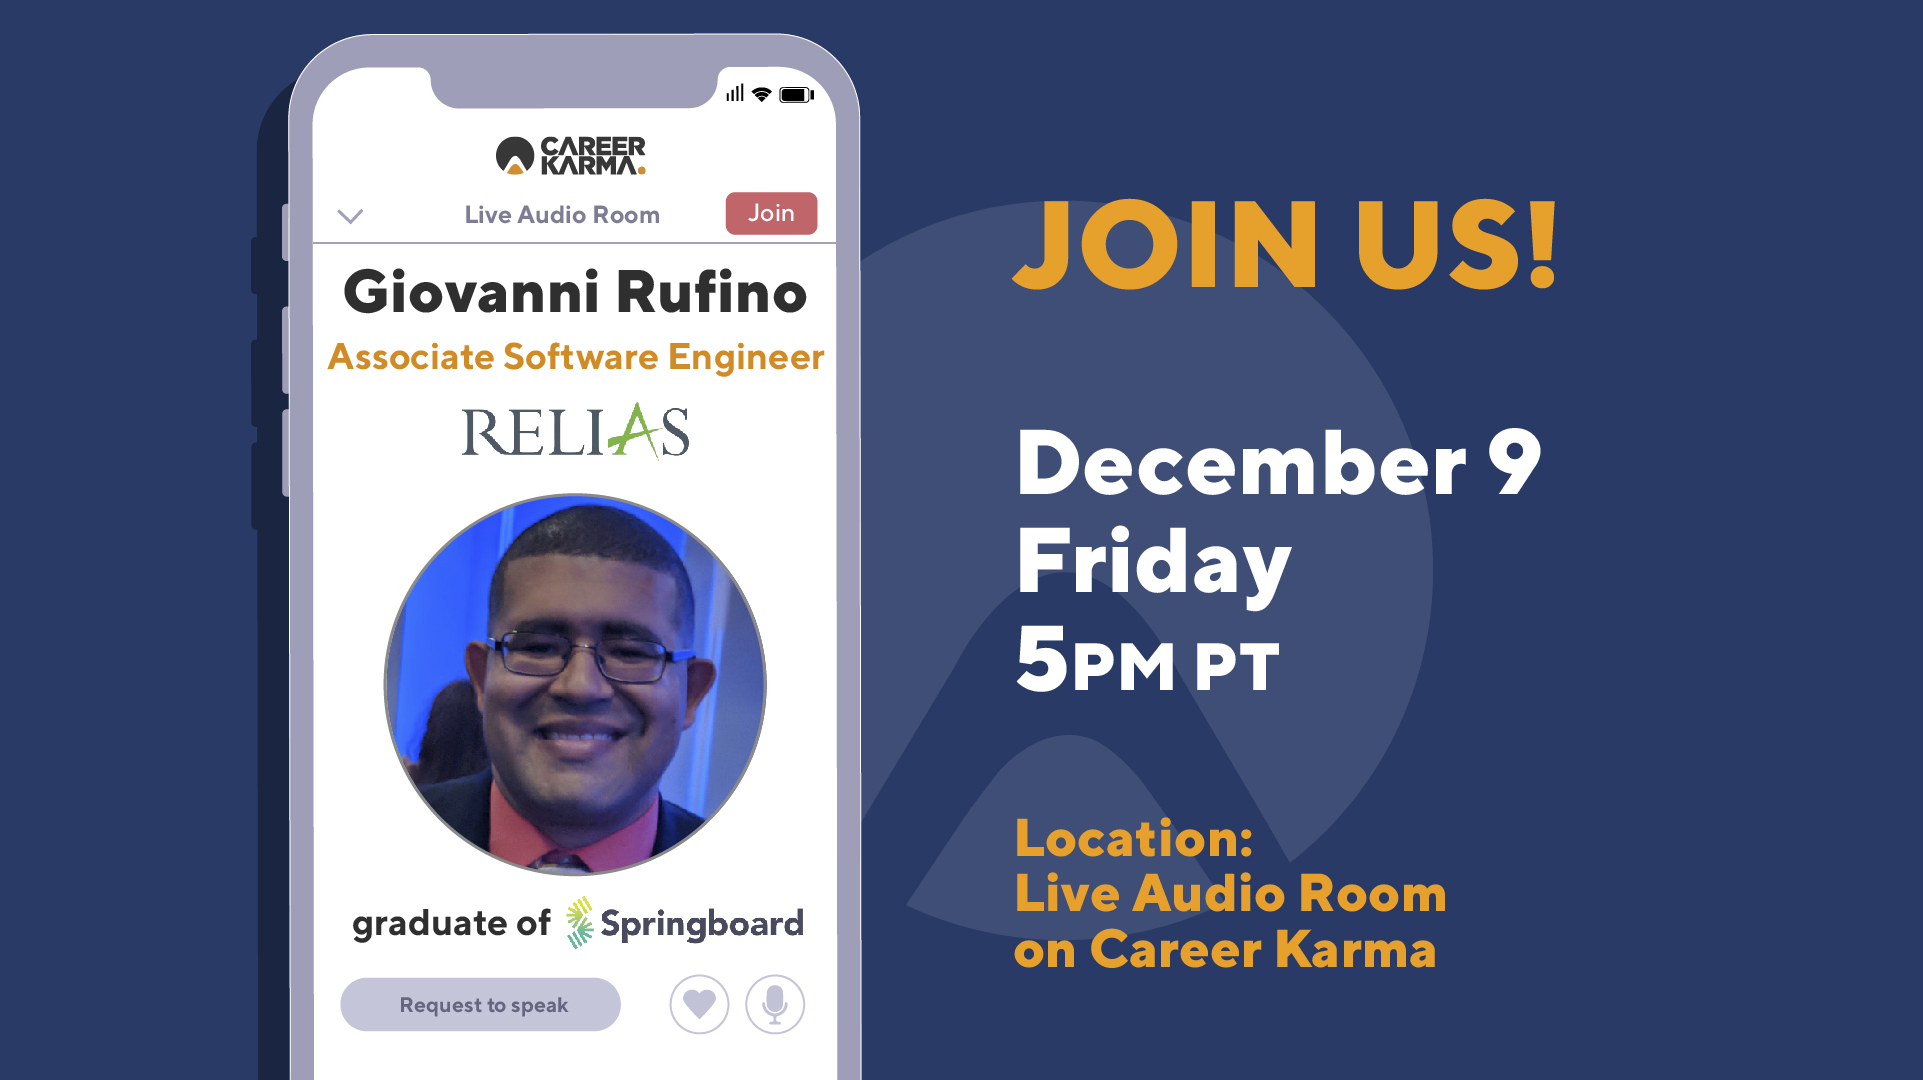 CAREER
KARMA.
Live Audio Room
Join
Giovanni Rufino
Associate Software Engineer
RELIAS
graduate of Springboard
Request to speak
JOIN US!
December 9
Friday
5PM PT
Location:
Live Audio Room
on Career Karma